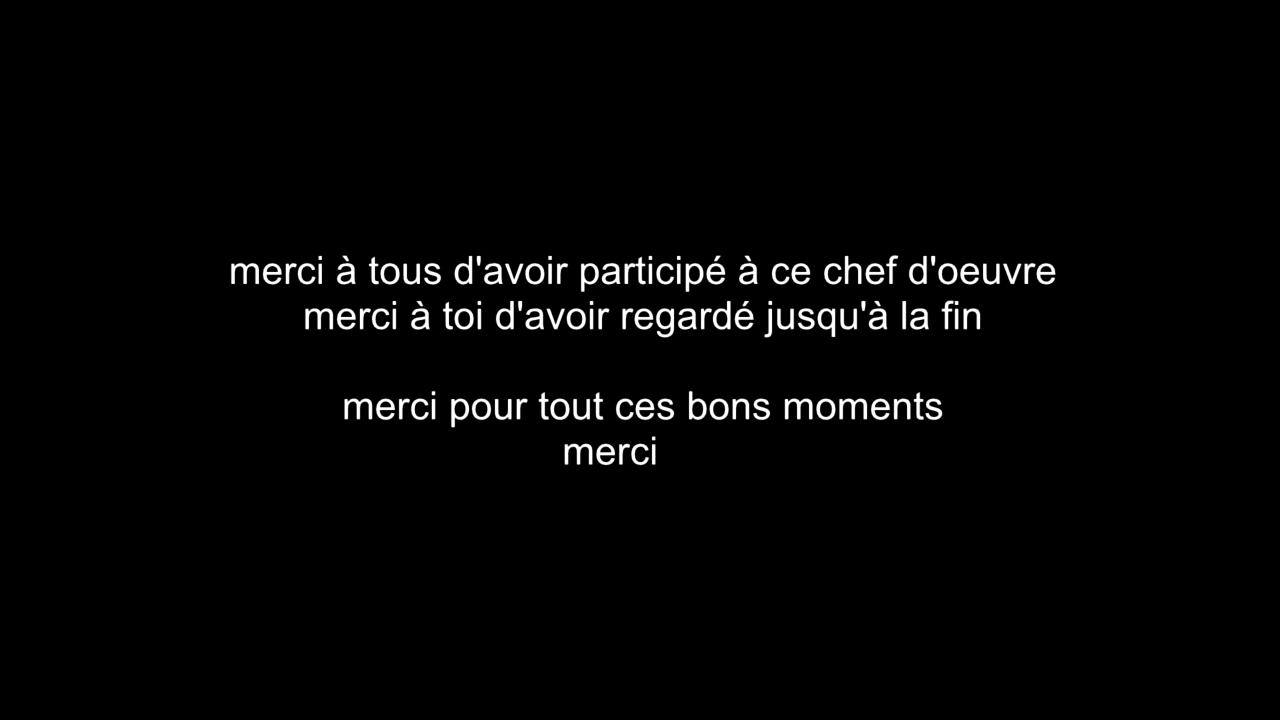 merci à tous d'avoir participé à ce chef d'oeuvre
merci à toi d'avoir regardé jusqu'à la fin
merci pour tout ces bons moments
merci